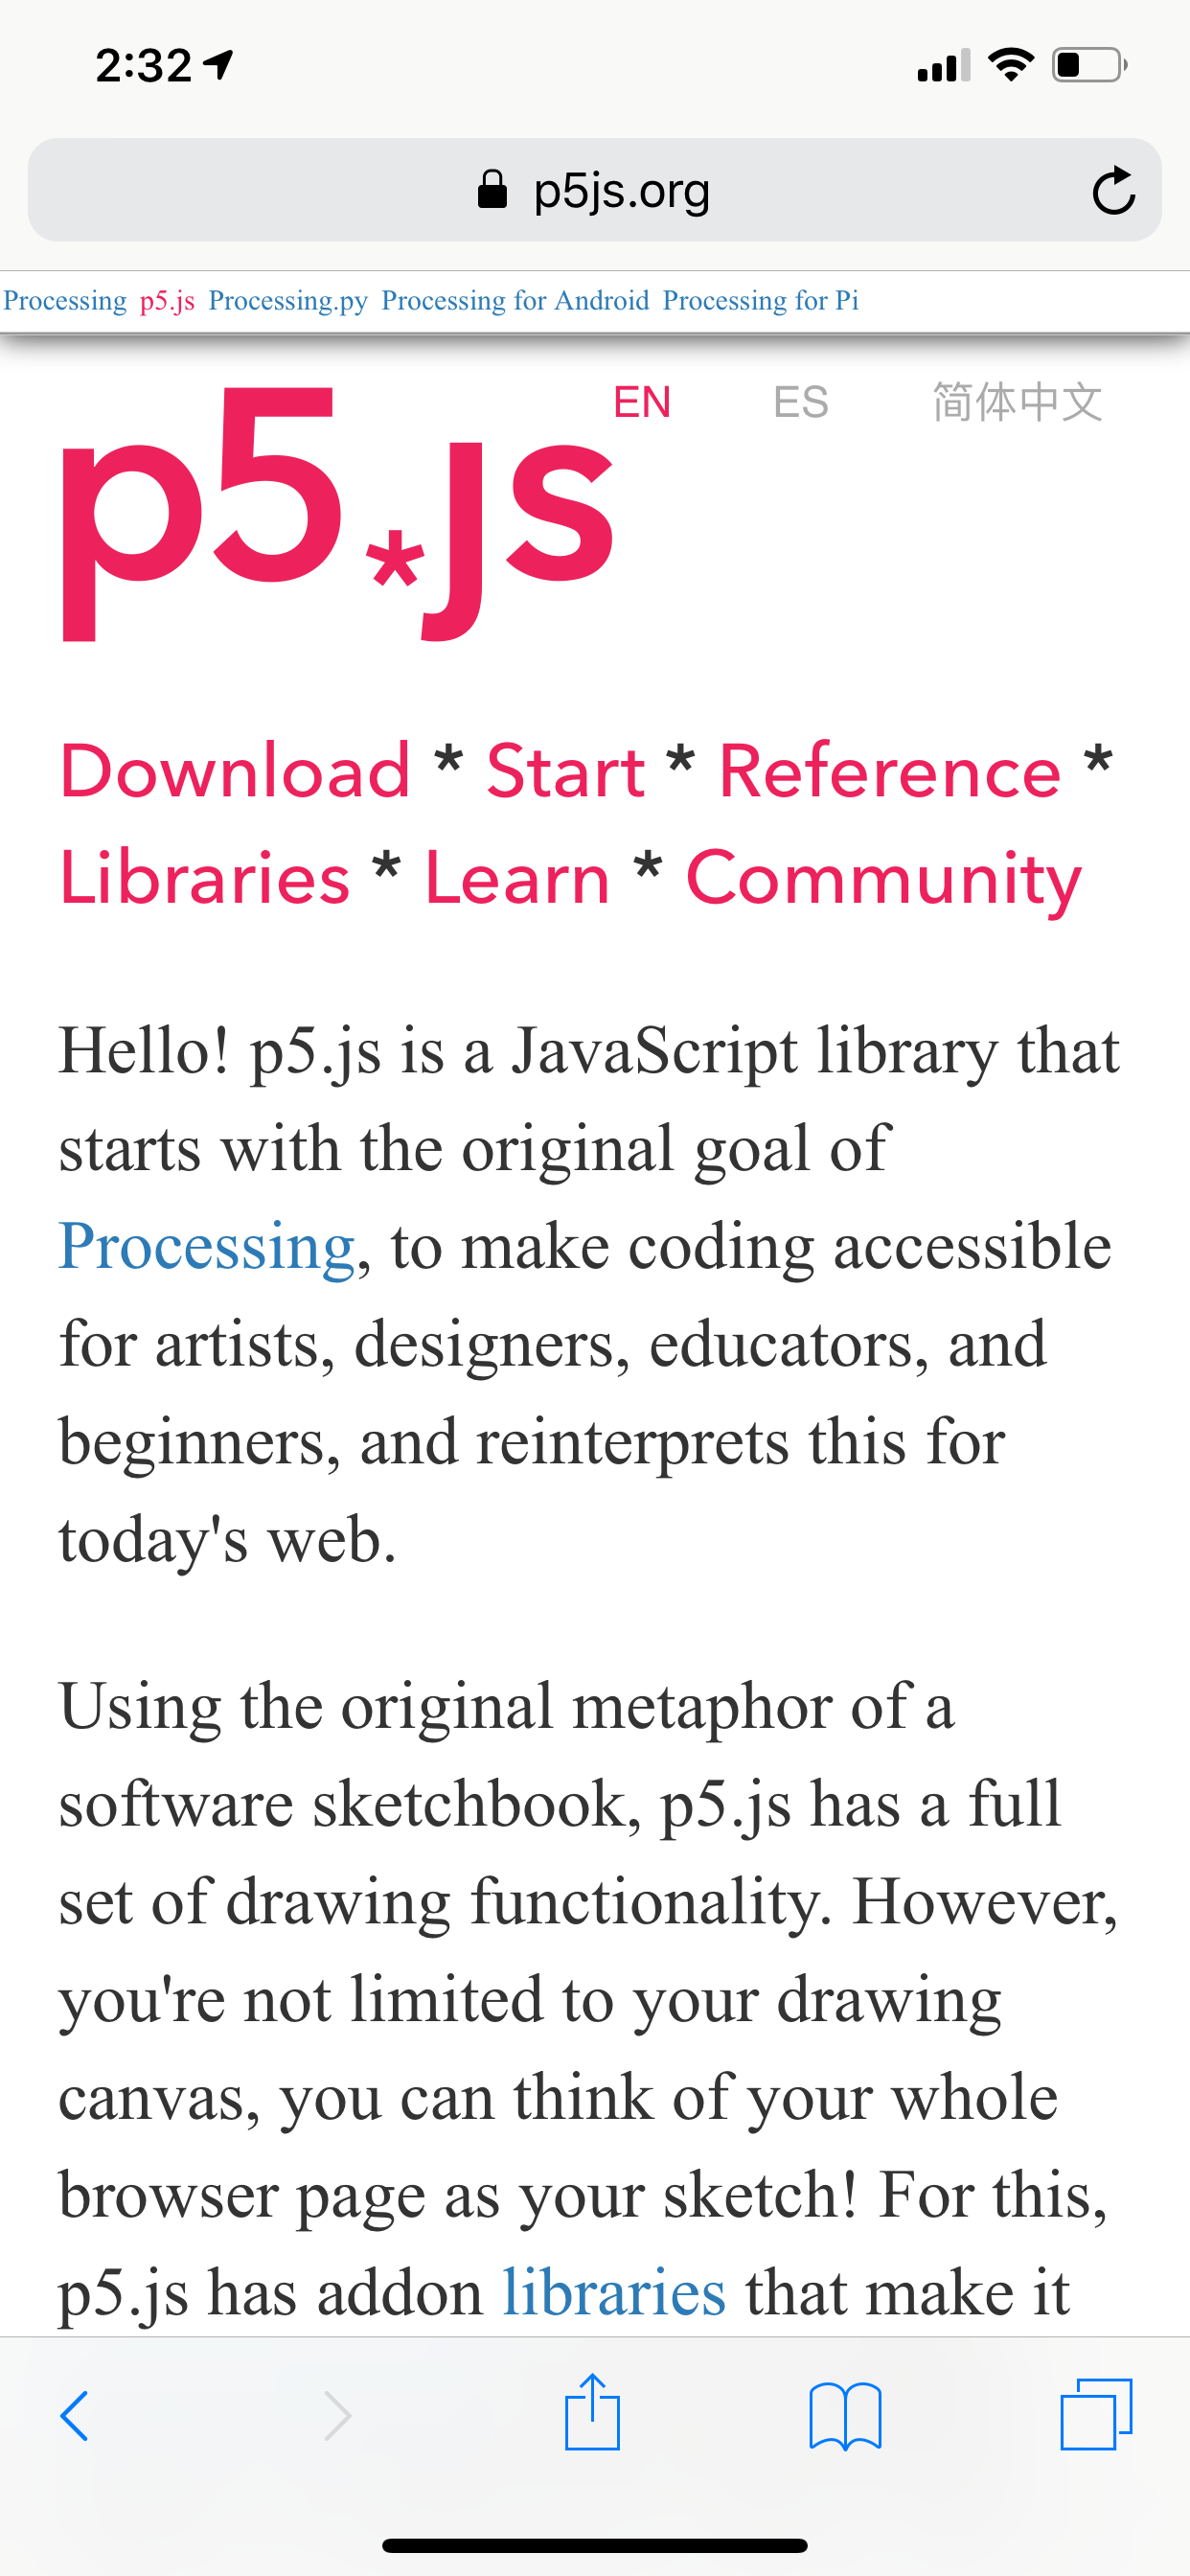 2:32
p5js.org
Processing p5.js Processing.py Processing for Android Processing for Pi
EN ES 简体中文
p5*js
Download * Start * Reference *
Libraries * Learn * Community
Hello! p5.js is a JavaScript library that
starts with the original goal of
Processing, to make coding accessible
for artists, designers, educators, and
beginners, and reinterprets this for
today's web.
Using the original metaphor of a
software sketchbook, p5.js has a full
set of drawing functionality. However,
you're not limited to your drawing
canvas, you can think of your whole
browser page as your sketch! For this,
p5.js has addon libraries that make it